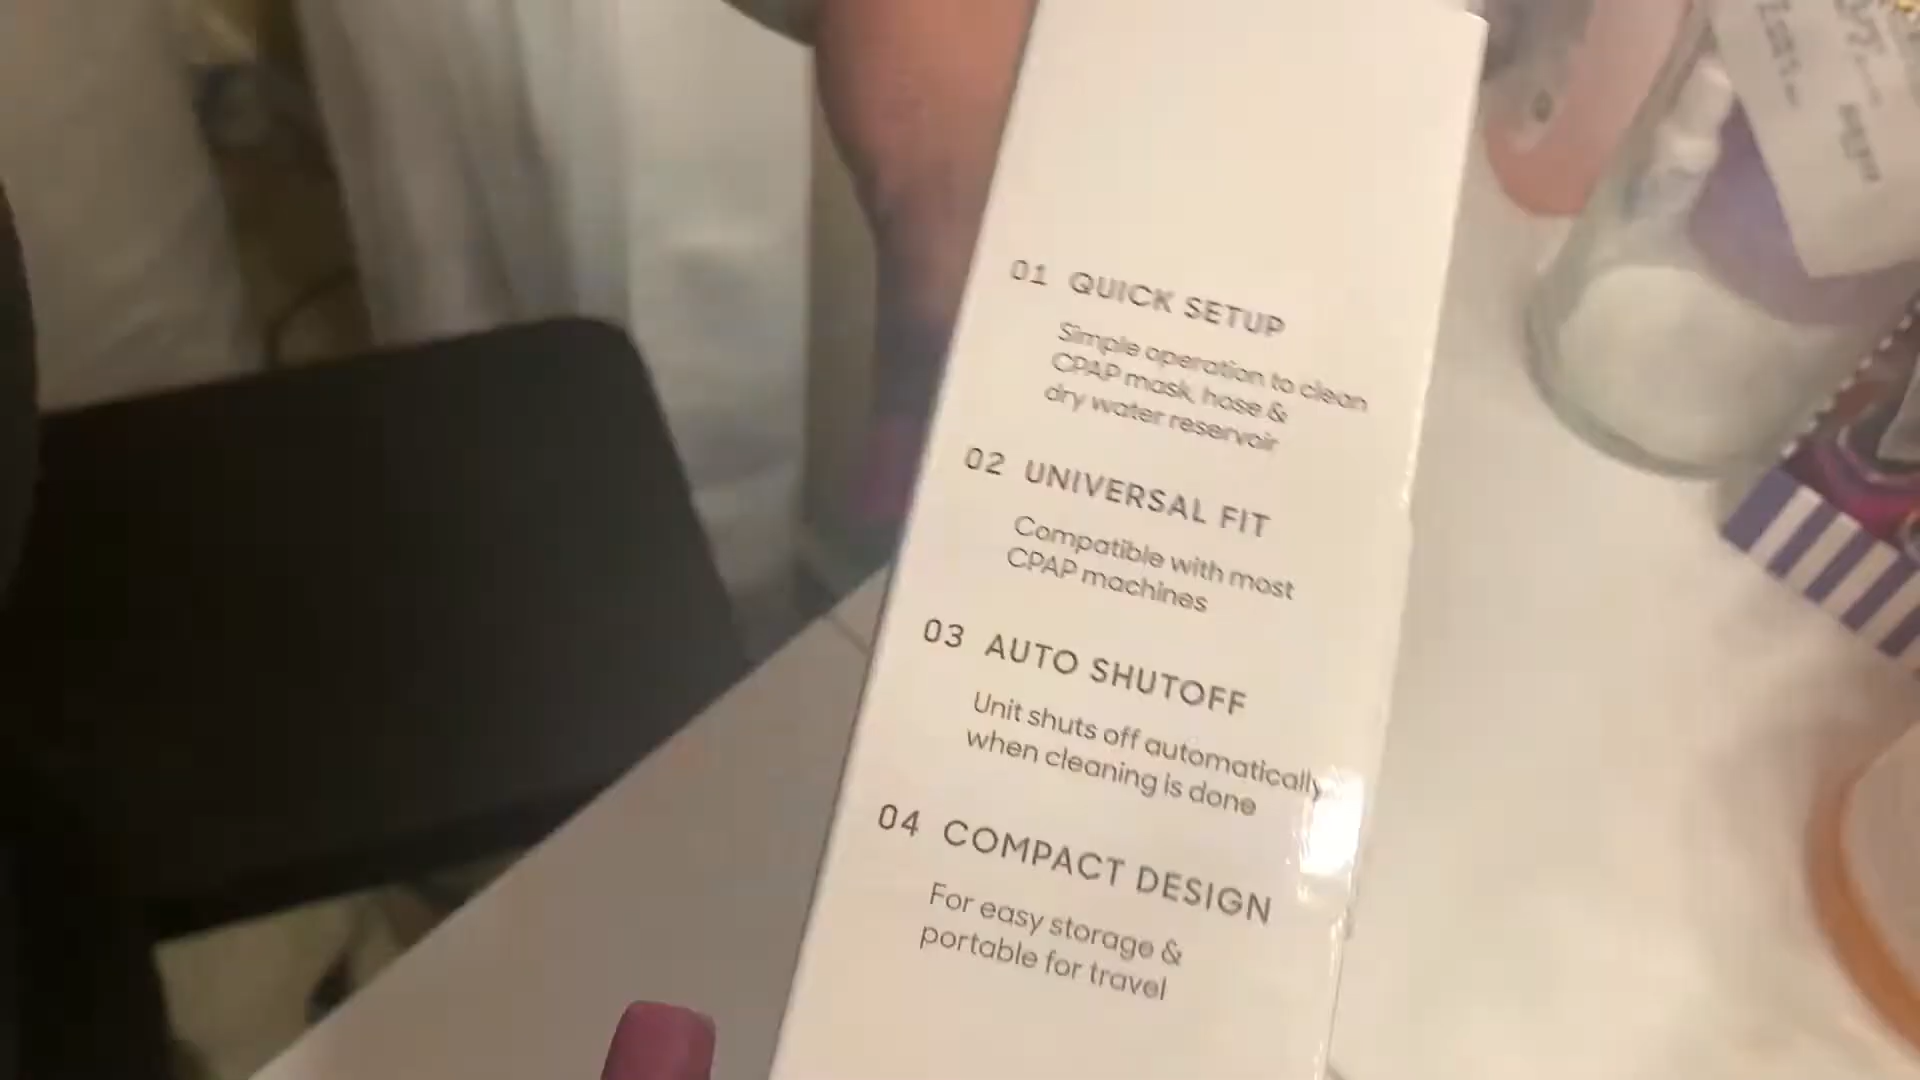 01 QUICK SETUP
Simple operation to clean
CPAP mask, hose &
dry water reservoir
02 UNIVERSAL FIT
Compatible with most
CPAP machines
03 AUTO SHUTOFF
Unit shuts off automatically
when cleaning is done
04 COMPACT DESIGN
For easy storage &
portable for travel